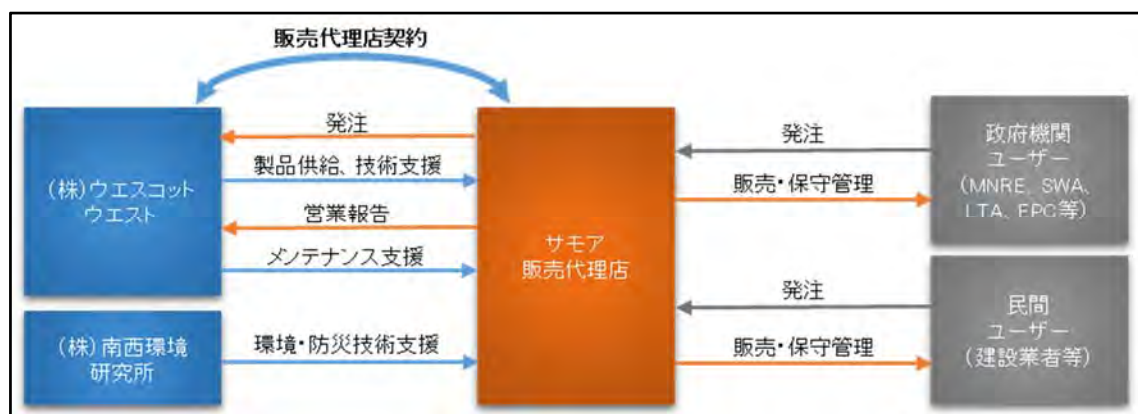 販売代理店契約
(株)ウエスコット
ウエスト
(株)南西環境
研究所
発注
製品供給、技術支援
営業報告
メンテナンス支援
環境・防災技術支援
サモア
販売代理店
発注
販売・保守管理
発注
販売・保守管理
政府機関
ユーザー
(MNRE、SWA、
LTA、EPC等)
民間
ユーザー
(建設業者等)